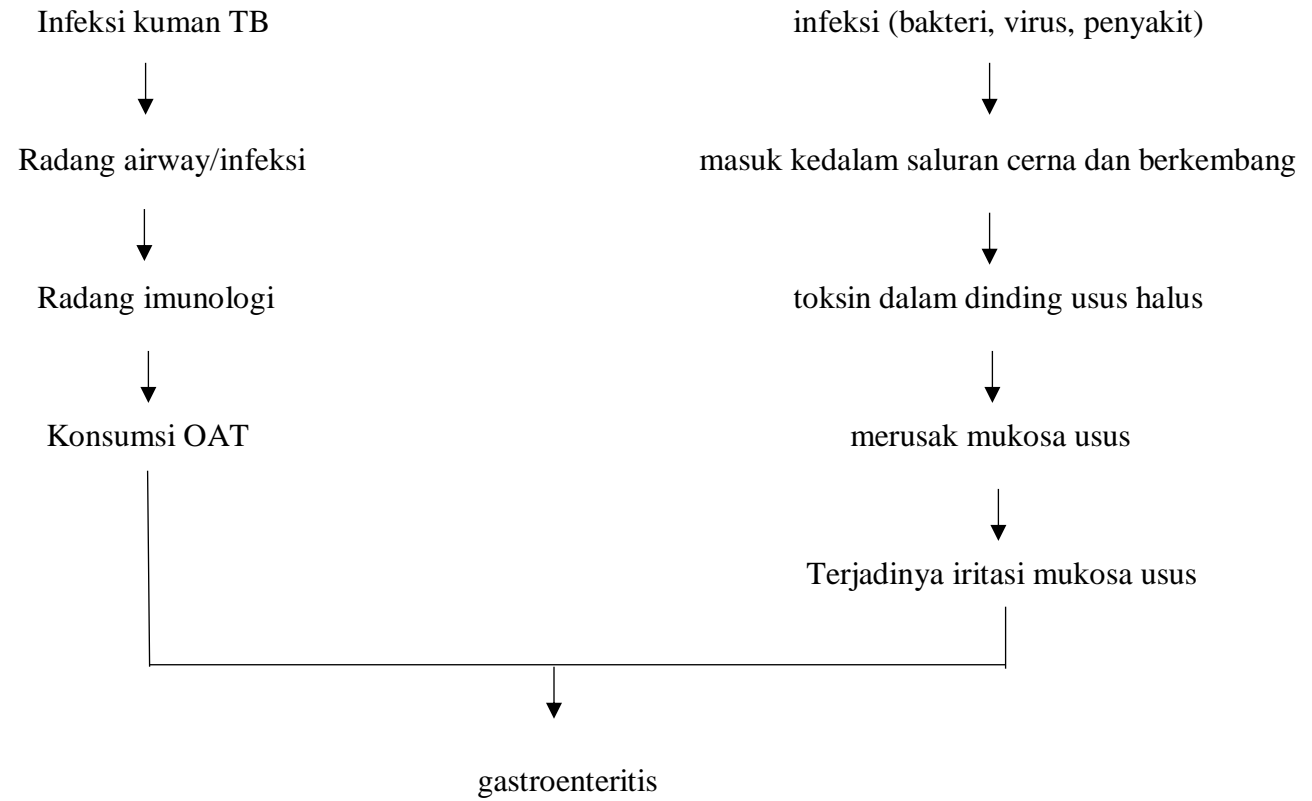 Infeksi kuman TB
infeksi (bakteri, virus, penyakit)
Radang airway/infeksi
masuk kedalam saluran cerna dan berkembang
Radang imunologi
toksin dalam dinding usus halus
Konsumsi OAT
merusak mukosa usus
Terjadinya iritasi mukosa usus
gastroenteritis